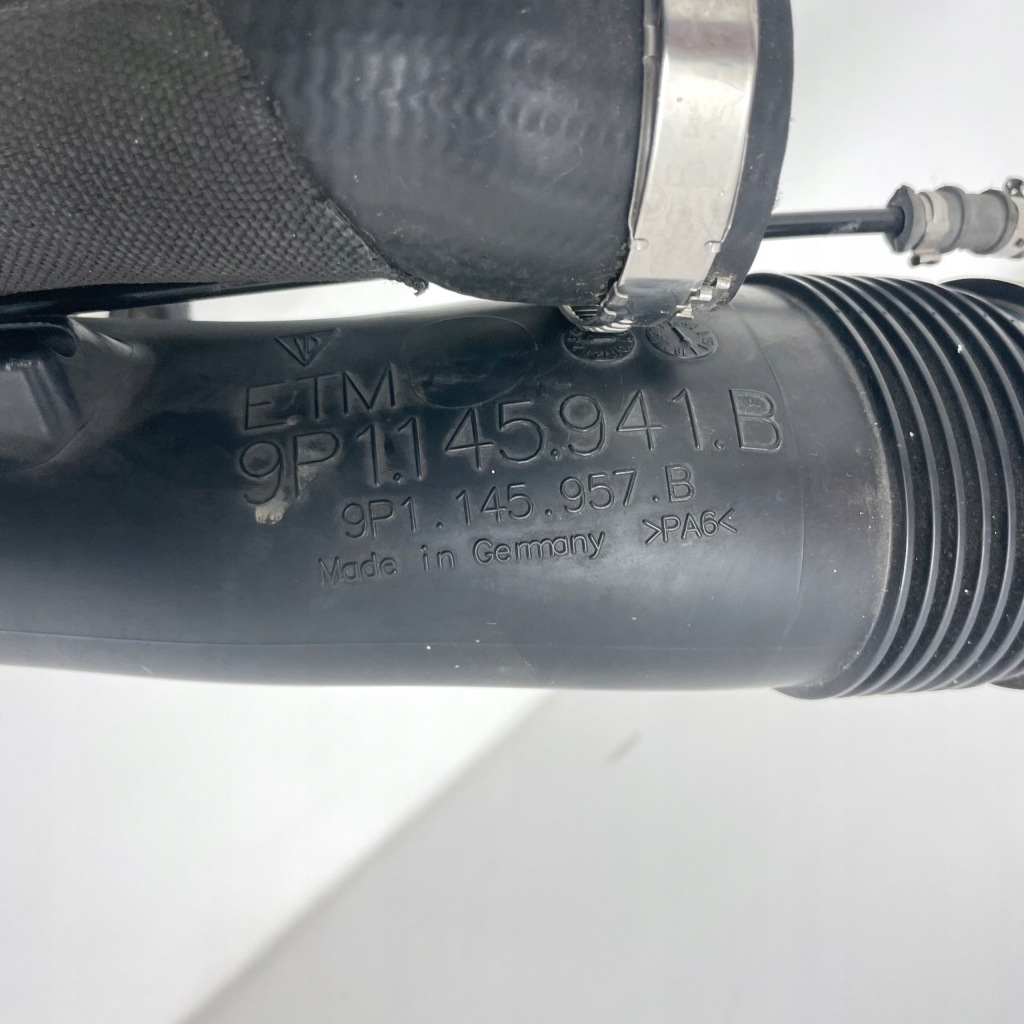 ETM
9P1.145.941.B
9P1.145.957.B
Made in Germany >PA6<